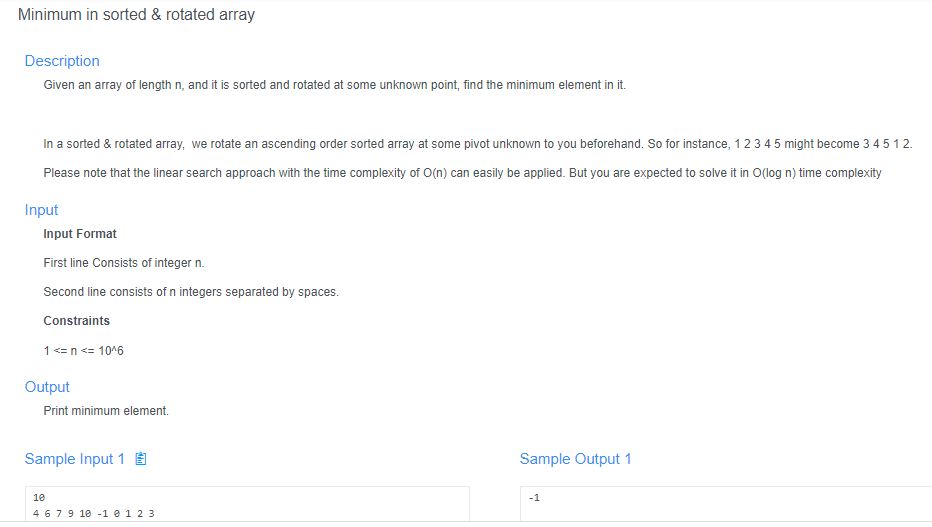 Minimum in sorted & rotated array
Description
Given an array of length n, and it is sorted and rotated at some unknown point, find the minimum element in it.
In a sorted & rotated array, we rotate an ascending order sorted array at some pivot unknown to you beforehand. So for instance, 1 2 3 4 5 might become 3 4 5 1 2.
Please note that the linear search approach with the time complexity of O(n) can easily be applied. But you are expected to solve it in O(log n) time complexity
Input
Input Format
First line Consists of integer n.
Second line consists of n integers separated by spaces.
Constraints
1 <= n <= 10^6
Output
Print minimum element.
Sample Input 1
Sample Output 1
10
4 6 7 9 10 -1 0 1 2 3
-1